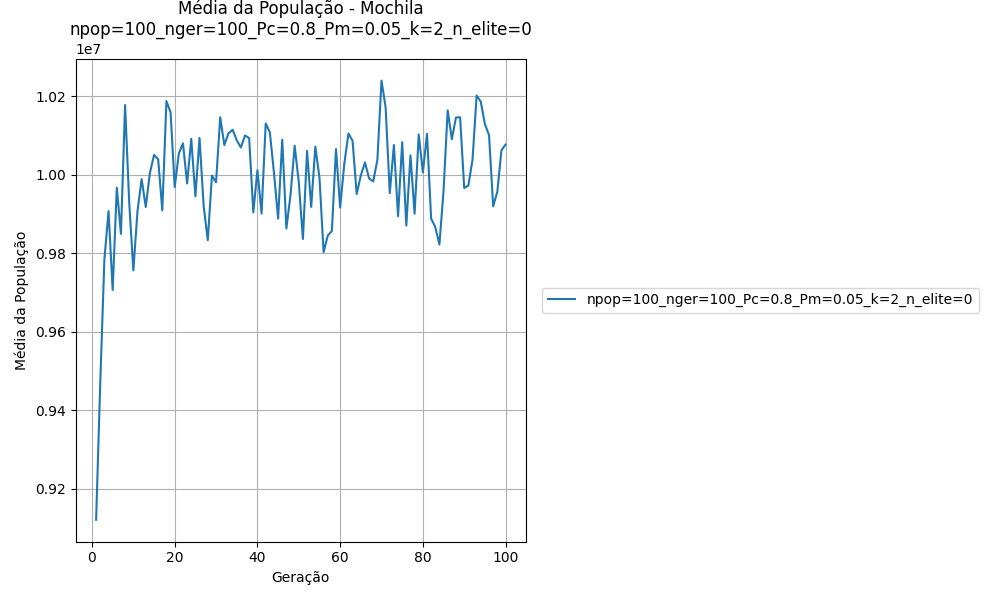 Média da População - Mochila
npop=100_nger=100_Pc=0.8_Pm=0.05_k=2_n_elite=0
1e7
1.02
1.00
0.98
0.96
0.94
0.92
Média da População
0 20 40 60 80 100
Geração
npop=100_nger=100_Pc=0.8_Pm=0.05_k=2_n_elite=0